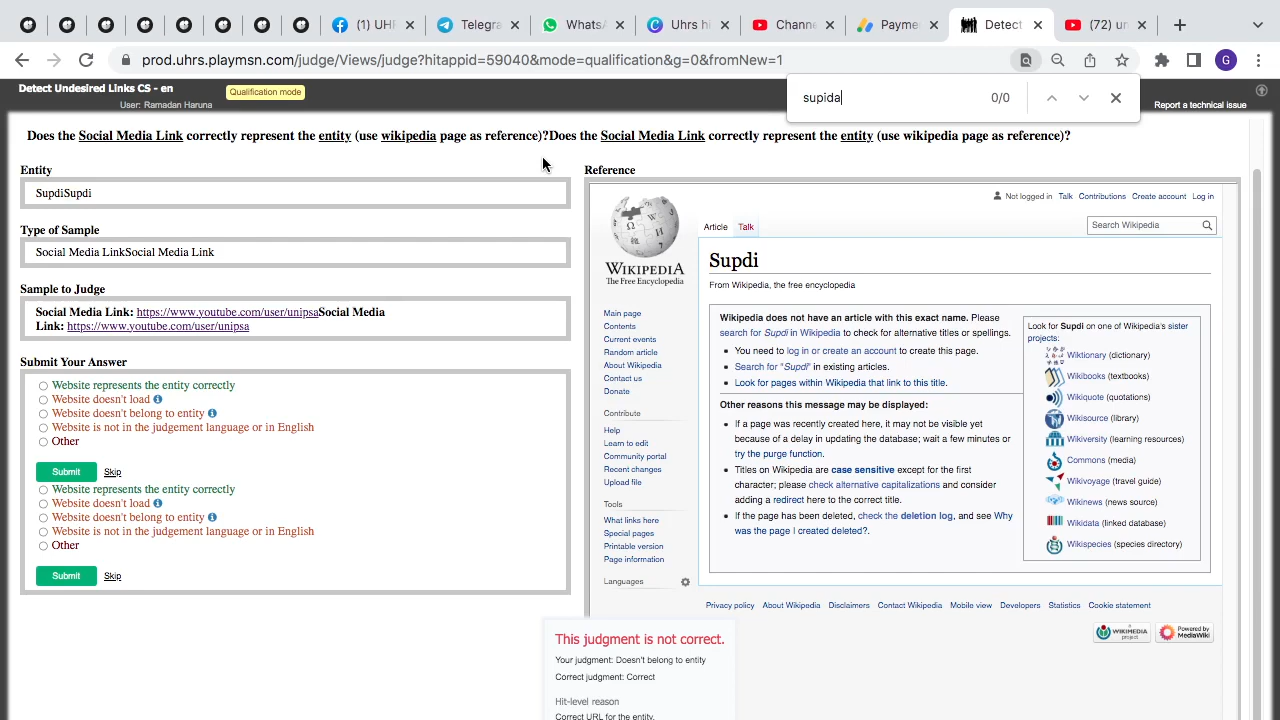 (1) UHR
Telegra
WhatsA
Uhrs hi
Channe
Payme
Detect
(72) u
prod.uhrs.playmsn.com/judge/Views/judge?hitappid=59040&mode=qualification&g=0&fromNew=1
G
supida
0/0
Detect Undesired Links CS - en
Qualification mode
User: Ramadan Haruna
Report a technical issue
Does the Social Media Link correctly represent the entity (use wikipedia page as reference)?Does the Social Media Link correctly represent the entity (use wikipedia page as reference)?
Entity
SupdiSupdi
Type of Sample
Social Media LinkSocial Media Link
Sample to Judge
Social Media Link: https://www.youtube.com/user/unipsaSocial Media
Link: https://www.youtube.com/user/unipsa
Submit Your Answer
Website represents the entity correctly
Website doesn't load
Website doesn't belong to entity
Website is not in the judgement language or in English
Other
Submit Skip
Website represents the entity correctly
Website doesn't load
Website doesn't belong to entity
Website is not in the judgement language or in English
Other
Submit Skip
Reference
WIKIPEDIA
The Free Encyclopedia
Main page
Contents
Current events
Random article
About Wikipedia
Contact us
Donate
Contribute
Help
Learn to edit
Community portal
Recent changes
Upload file
Tools
What links here
Special pages
Printable version
Page information
Languages
Not logged in Talk Contributions Create account Log in
Article Talk
Search Wikipedia
Supdi
From Wikipedia, the free encyclopedia
Wikipedia does not have an article with this exact name. Please
search for Supdi in Wikipedia to check for alternative titles or spellings.
You need to log in or create an account to create this page.
Search for "Supdi" in existing articles.
Look for pages within Wikipedia that link to this title.
Other reasons this message may be displayed:
If a page was recently created here, it may not be visible yet
because of a delay in updating the database; wait a few minutes or
try the purge function.
Titles on Wikipedia are case sensitive except for the first
character; please check alternative capitalizations and consider
adding a redirect here to the correct title.
If the page has been deleted, check the deletion log, and see Why
was the page I created deleted?.
Look for Supdi on one of Wikipedia's sister
projects:
Wiktionary (dictionary)
Wikibooks (textbooks)
Wikiquote (quotations)
Wikisource (library)
Wikiversity (learning resources)
Commons (media)
Wikivoyage (travel guide)
Wikinews (news source)
Wikidata (linked database)
Wikispecies (species directory)
Privacy policy About Wikipedia Disclaimers Contact Wikipedia Mobile view Developers Statistics Cookie statement
WIKIMEDIA
project
Powered by
MediaWiki
This judgment is not correct.
Your judgment: Doesn't belong to entity
Correct judgment: Correct
Hit-level reason
Correct URL for the entity.